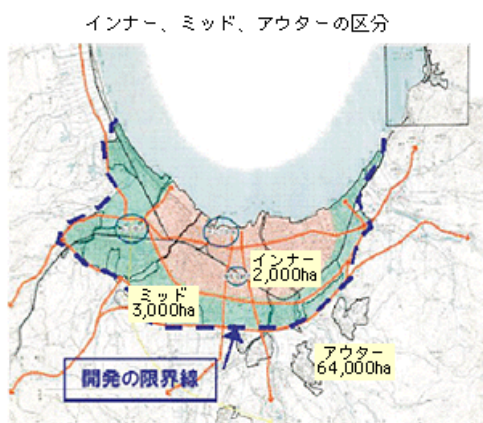 インナー、ミッド、アウターの区分
インナー
2,000ha
ミッド
3,000ha
アウター
64,000ha
開発の限界線